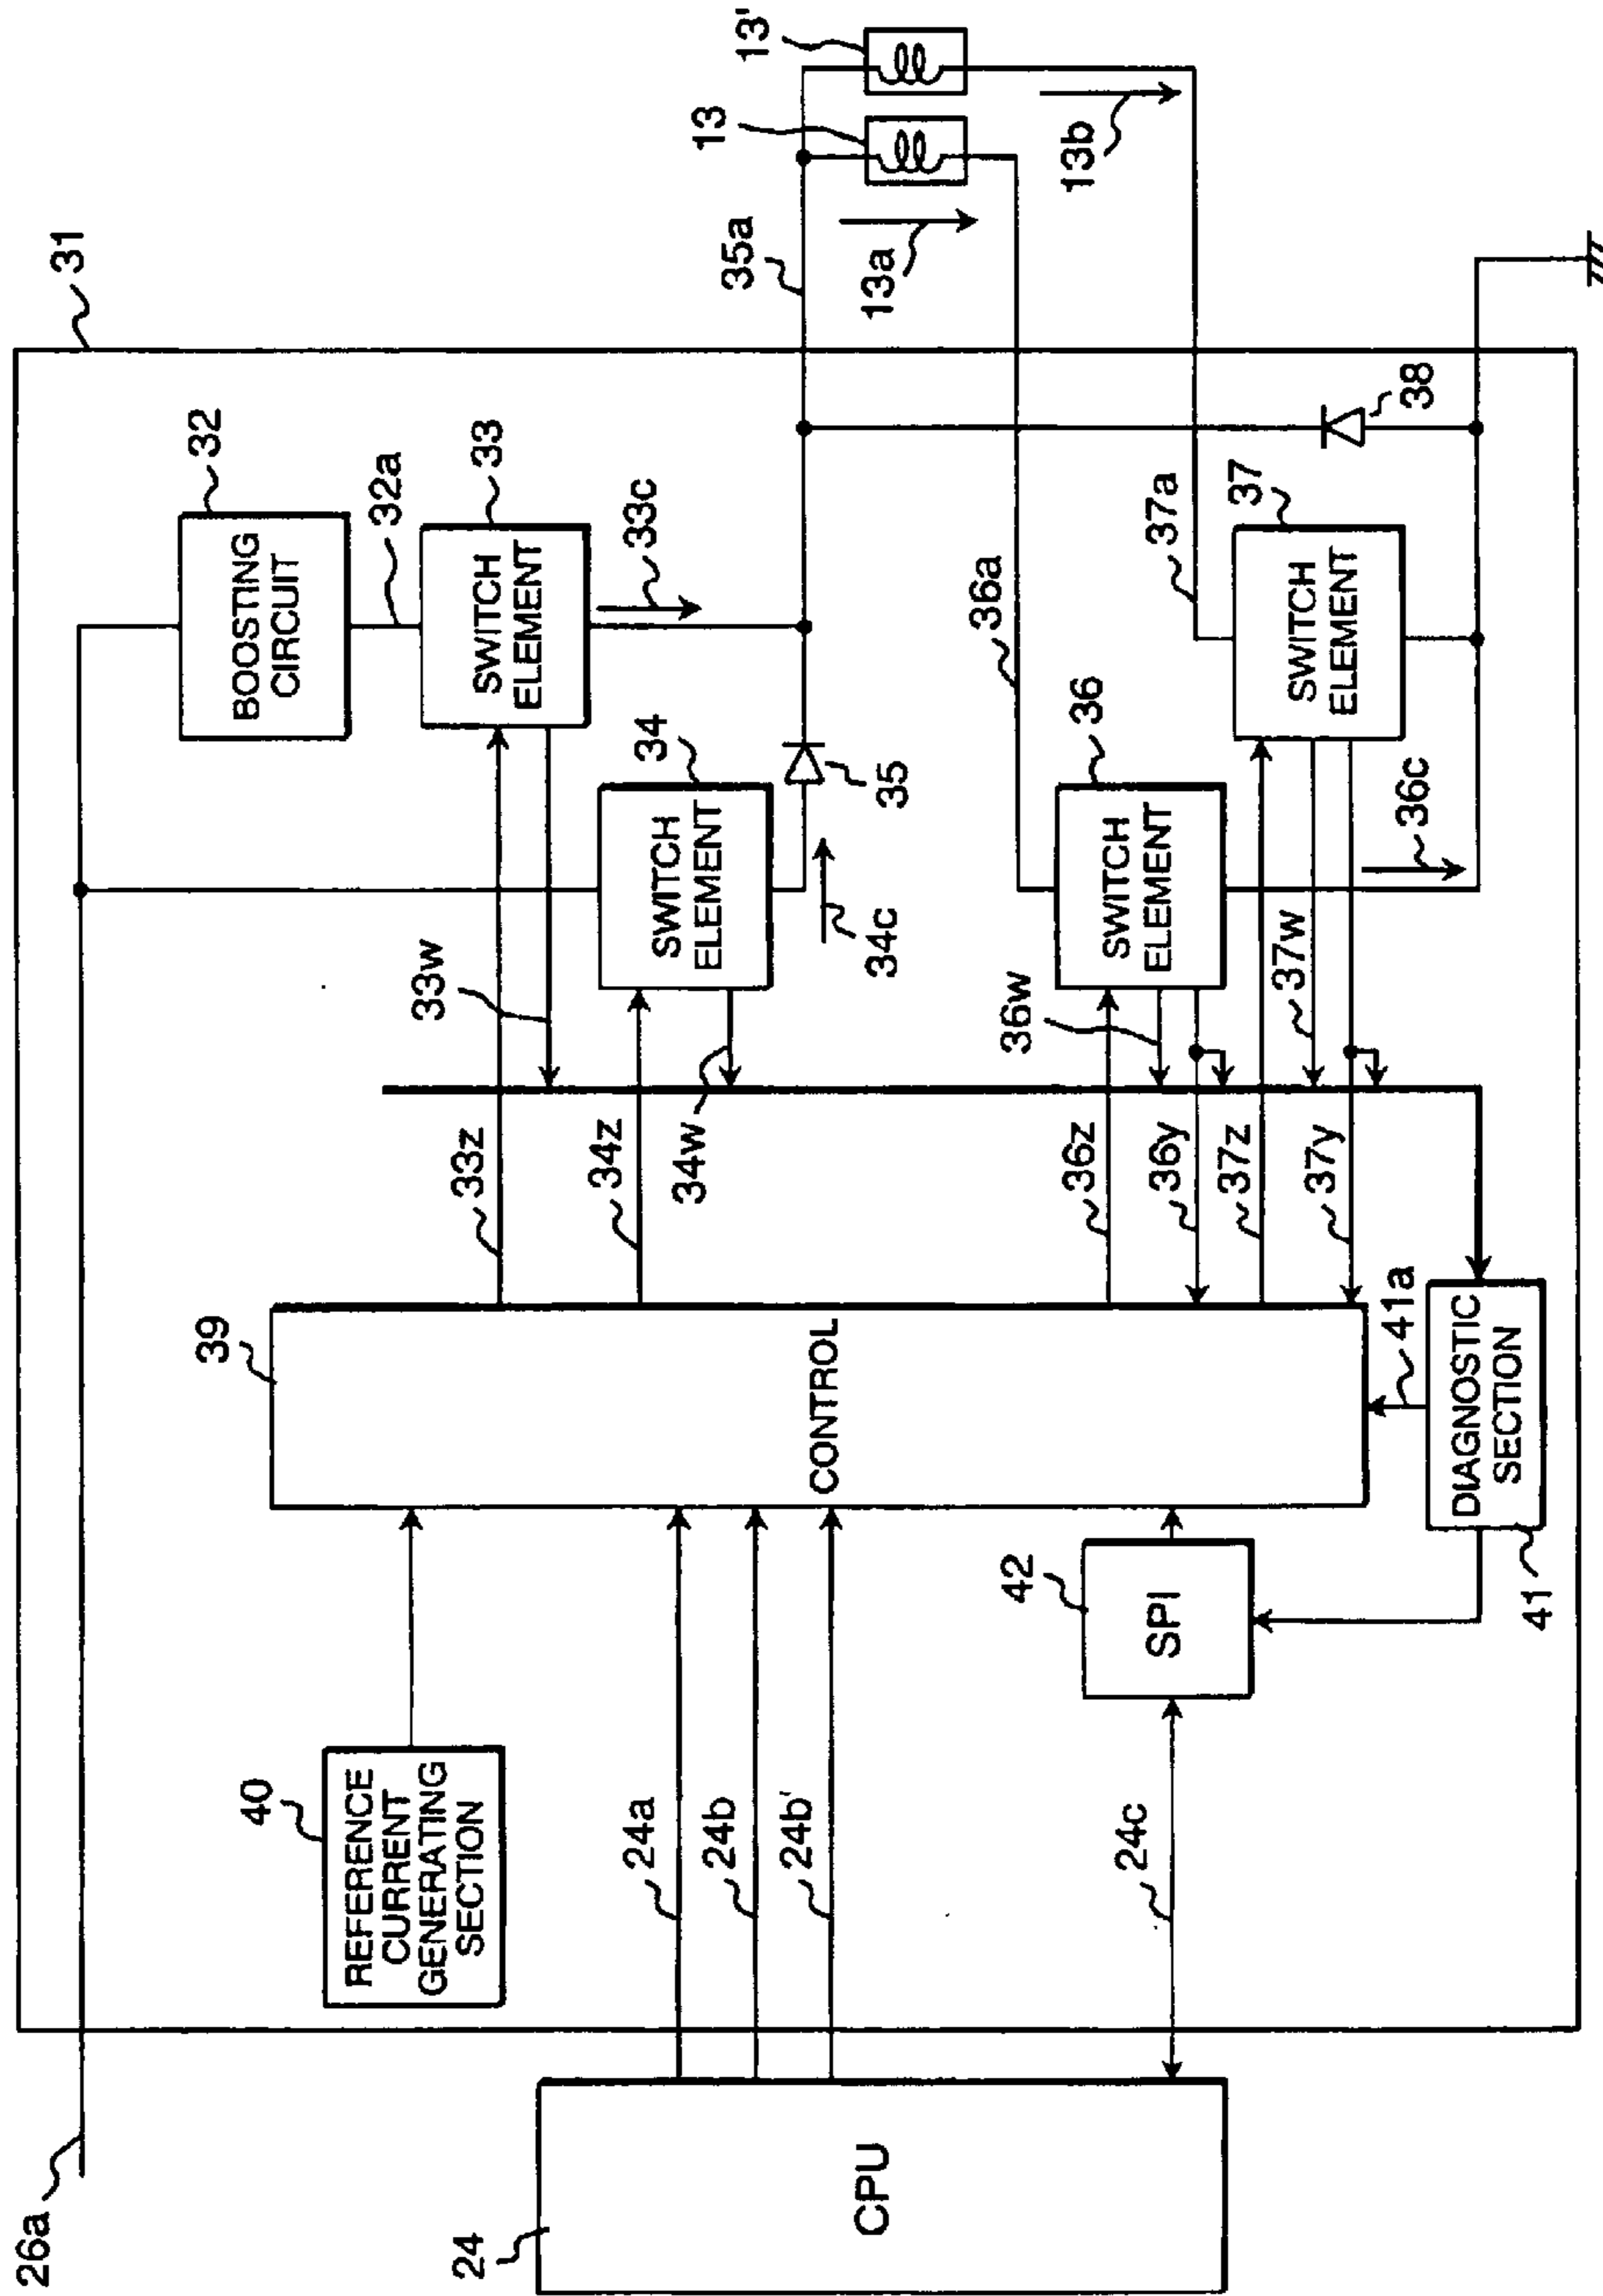 26a
31
32
BOOSTING
CIRCUIT
32a
33
SWITCH
ELEMENT
33c
33z
33w
34
SWITCH
ELEMENT
34z
34w
34c
35
35a
13
13'
13a
13b
39
CONTROL
40
REFERENCE
CURRENT
GENERATING
SECTION
24
CPU
24a
24b
24b'
24c
42
SPI
36
SWITCH
ELEMENT
36a
36w
36z
36y
36c
37
SWITCH
ELEMENT
37a
37w
37z
37y
38
41a
DIAGNOSTIC
SECTION
41